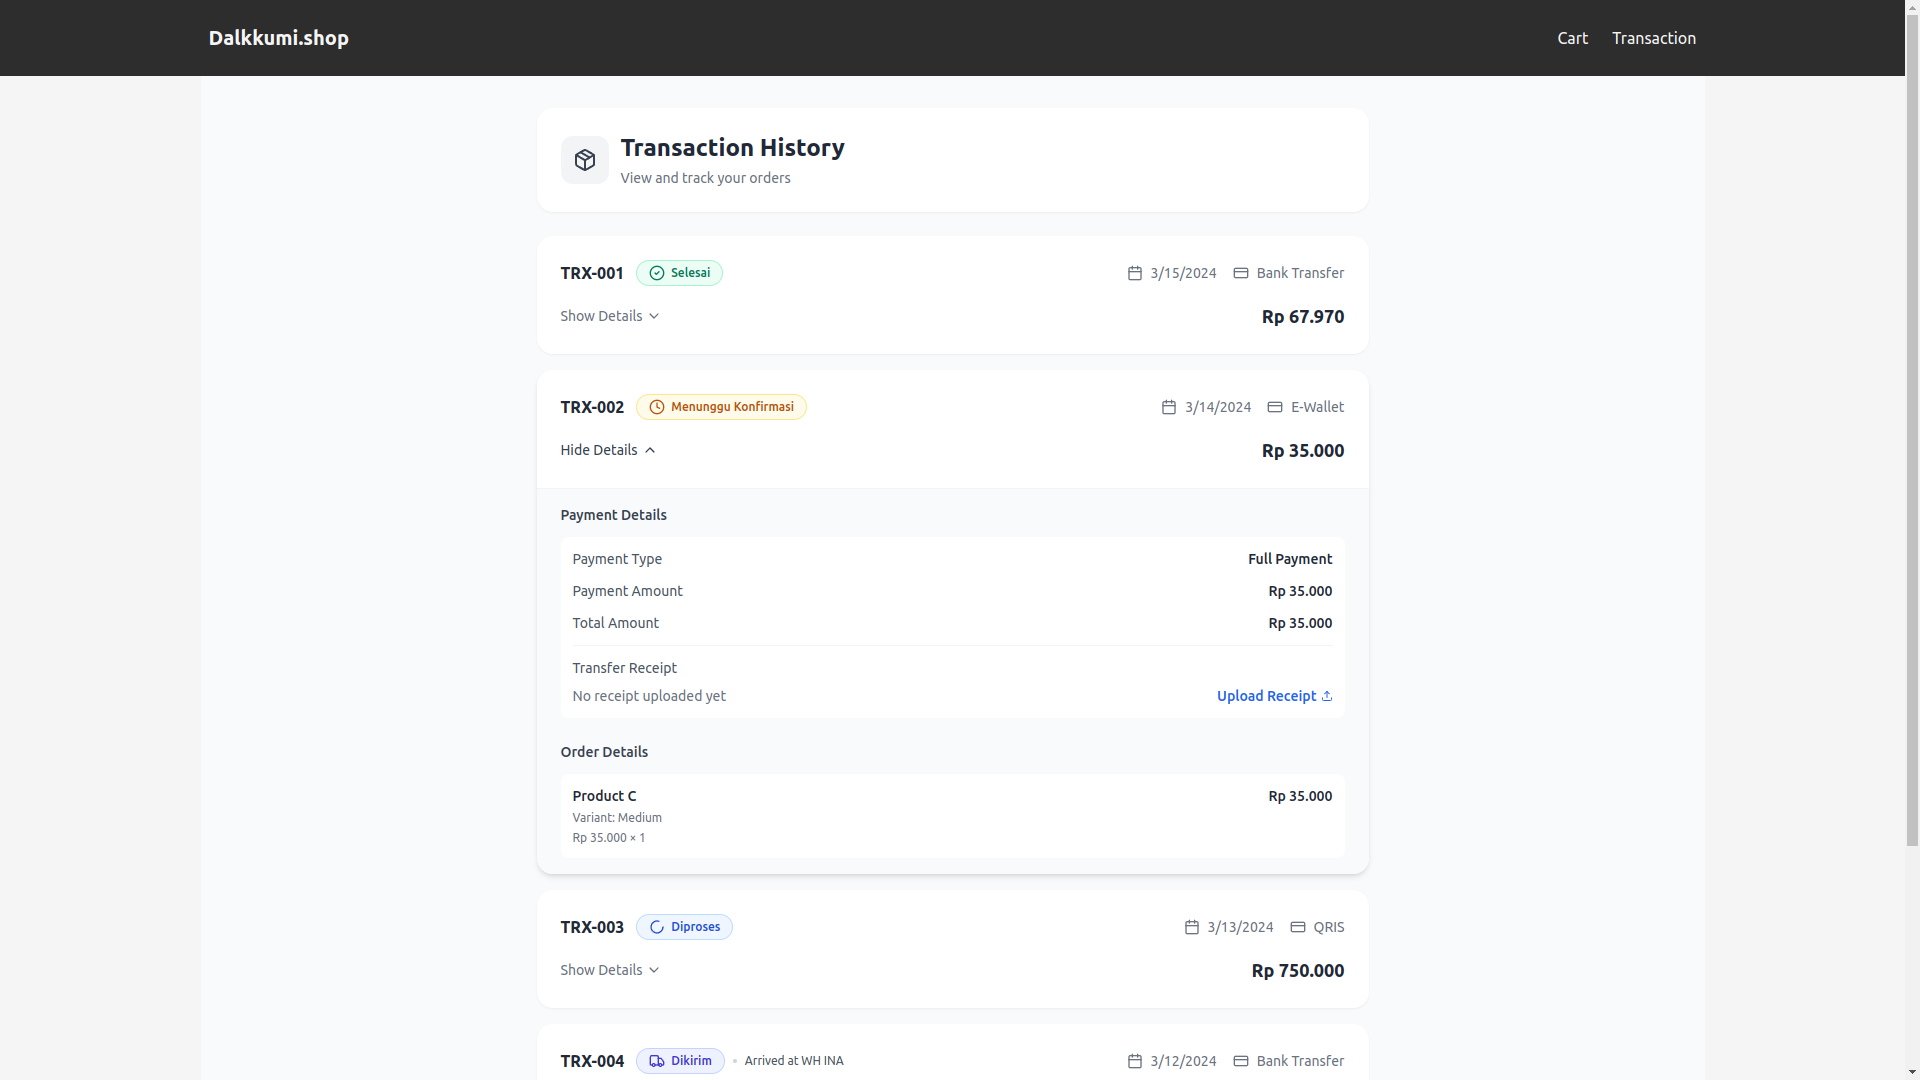 Dalkkumi.shop
Cart
Transaction
Transaction History
View and track your orders
TRX-001
Selesai
3/15/2024
Bank Transfer
Show Details
Rp 67.970
TRX-002
Menunggu Konfirmasi
3/14/2024
E-Wallet
Hide Details
Rp 35.000
Payment Details
Payment Type
Full Payment
Payment Amount
Rp 35.000
Total Amount
Rp 35.000
Transfer Receipt
No receipt uploaded yet
Upload Receipt
Order Details
Product C
Rp 35.000
Variant: Medium
Rp 35.000 × 1
TRX-003
Diproses
3/13/2024
QRIS
Show Details
Rp 750.000
TRX-004
Dikirim
Arrived at WH INA
3/12/2024
Bank Transfer